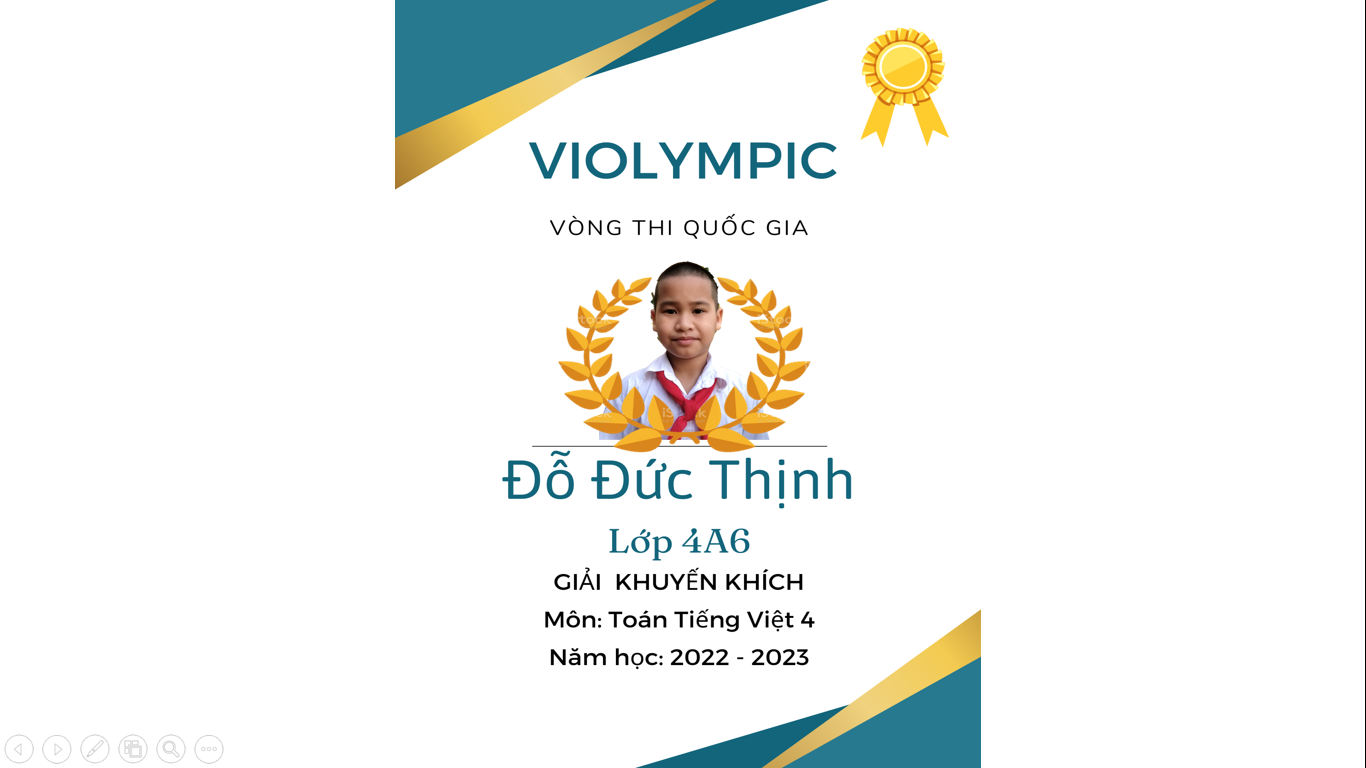 VIOLYMPIC
VÒNG THI QUỐC GIA
Đỗ Đức Thịnh
Lớp 4A6
GIẢI KHUYẾN KHÍCH
Môn: Toán Tiếng Việt 4
Năm học: 2022 - 2023